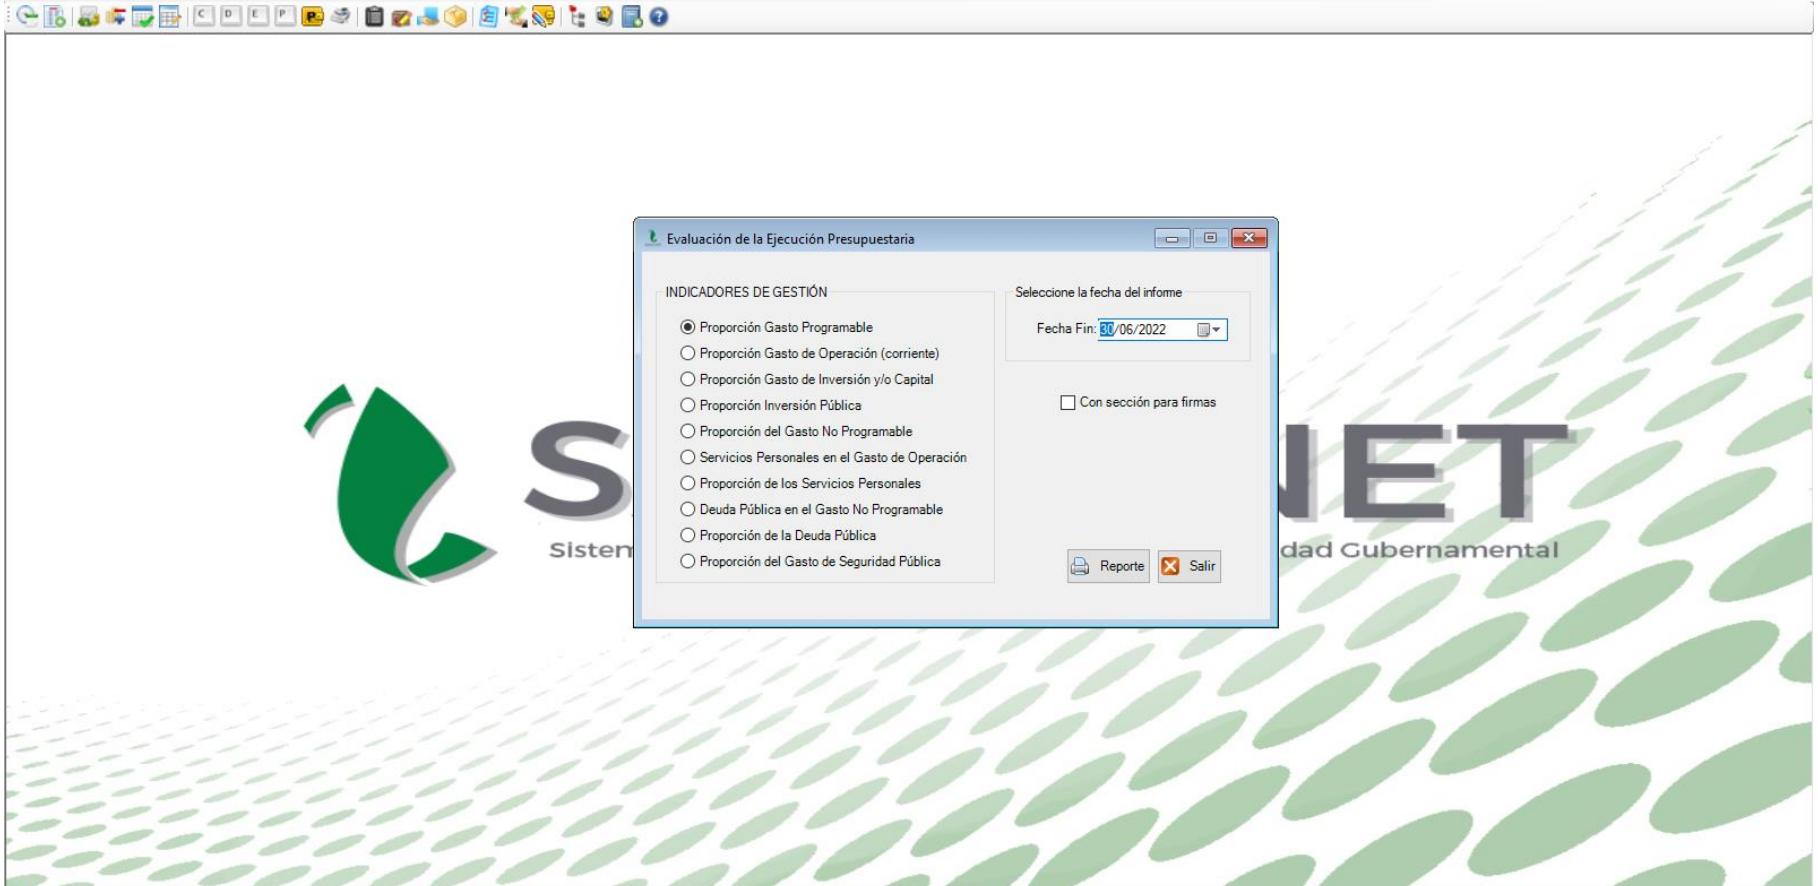 C D E P P
Evaluación de la Ejecución Presupuestaria
INDICADORES DE GESTIÓN
Proporción Gasto Programable
Proporción Gasto de Operación (corriente)
Proporción Gasto de Inversión y/o Capital
Proporción Inversión Pública
Proporción del Gasto No Programable
Servicios Personales en el Gasto de Operación
Proporción de los Servicios Personales
Deuda Pública en el Gasto No Programable
Proporción de la Deuda Pública
Proporción del Gasto de Seguridad Pública
Seleccione la fecha del informe
Fecha Fin: 30/06/2022
Con sección para firmas
Reporte Salir
S NET
Sisten dad Gubernamental